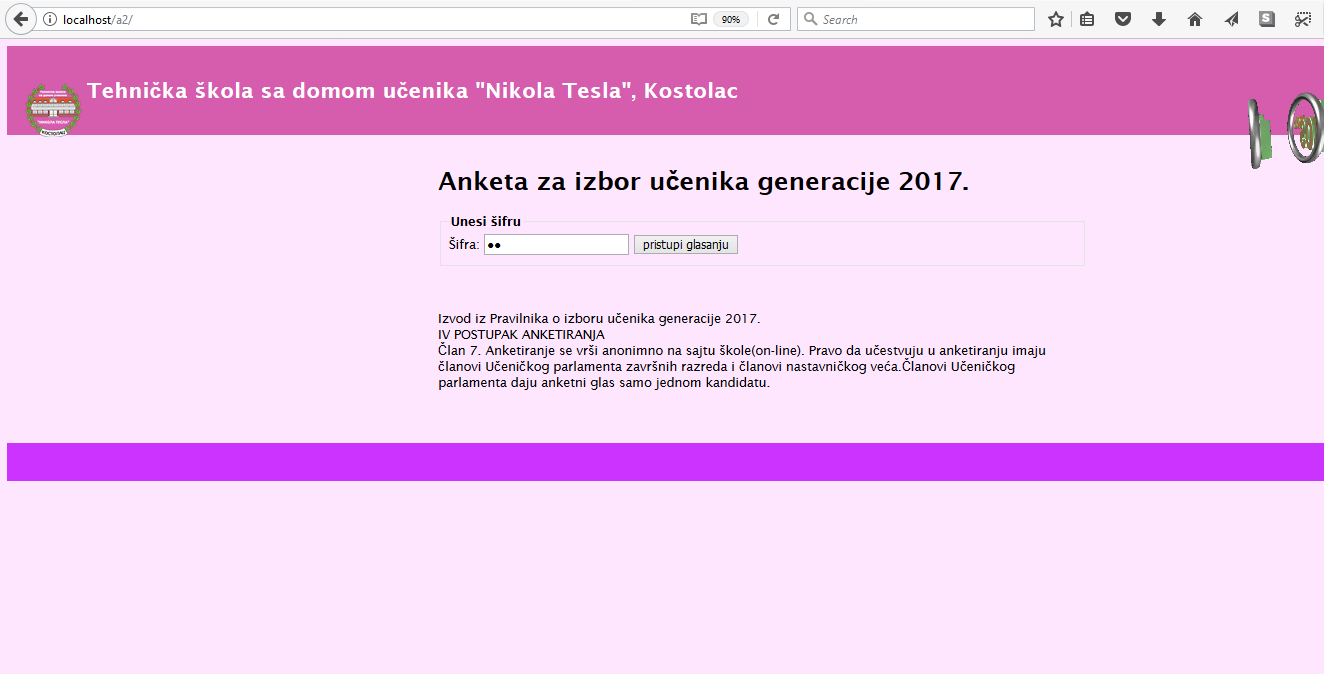 localhost/a2/
90%
Search
S
Tehnička škola sa domom učenika "Nikola Tesla", Kostolac
КОСТОЛАЦ
Anketa za izbor učenika generacije 2017.
Unesi šifru
Šifra: ●●
pristupi glasanju
Izvod iz Pravilnika o izboru učenika generacije 2017.
IV POSTUPAK ANKETIRANJA
Član 7. Anketiranje se vrši anonimno na sajtu škole(on-line). Pravo da učestvuju u anketiranju imaju
članovi Učeničkog parlamenta završnih razreda i članovi nastavničkog veća.Članovi Učeničkog
parlamenta daju anketni glas samo jednom kandidatu.